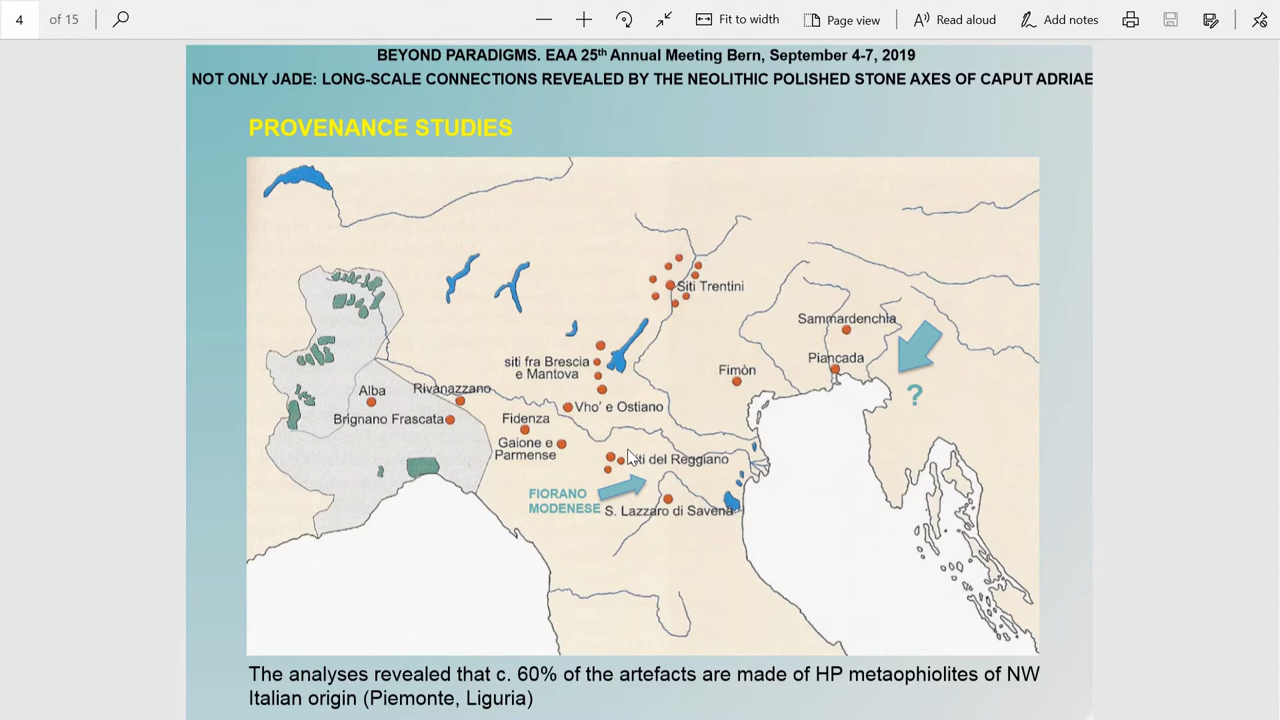 4 of 15 Fit to width Page view Read aloud Add notes
BEYOND PARADIGMS. EAA 25th Annual Meeting Bern, September 4-7, 2019
NOT ONLY JADE: LONG-SCALE CONNECTIONS REVEALED BY THE NEOLITHIC POLISHED STONE AXES OF CAPUT ADRIAE
PROVENANCE STUDIES
Siti Trentini
Sammardenchia
siti fra Brescia
e Mantova
Piancada
Fimòn
?
Alba
Rivanazzano
Vho' e Ostiano
Brignano Frascata
Fidenza
Gaione e
Parmense
del Reggiano
FIORANO
MODENESE
S. Lazzaro di Savena
The analyses revealed that c. 60% of the artefacts are made of HP metaophiolites of NW
Italian origin (Piemonte, Liguria)